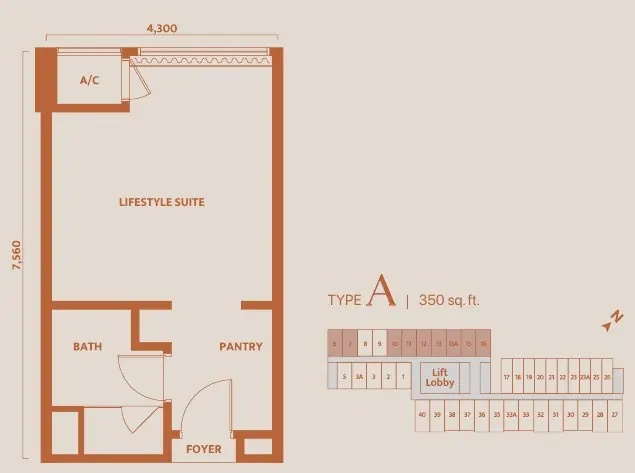 4,300
A/C
7,560
LIFESTYLE SUITE
TYPE A | 350 sq. ft.
N
BATH
PANTRY
FOYER
6 7 8 9 10 11 12 13 13A 15 16
5 3A 3 2 1
Lift
Lobby
17 18 19 20 21 22 23 23A 25 26
40 39 38 37 36 35 33A 33 32 31 30 29 28 27